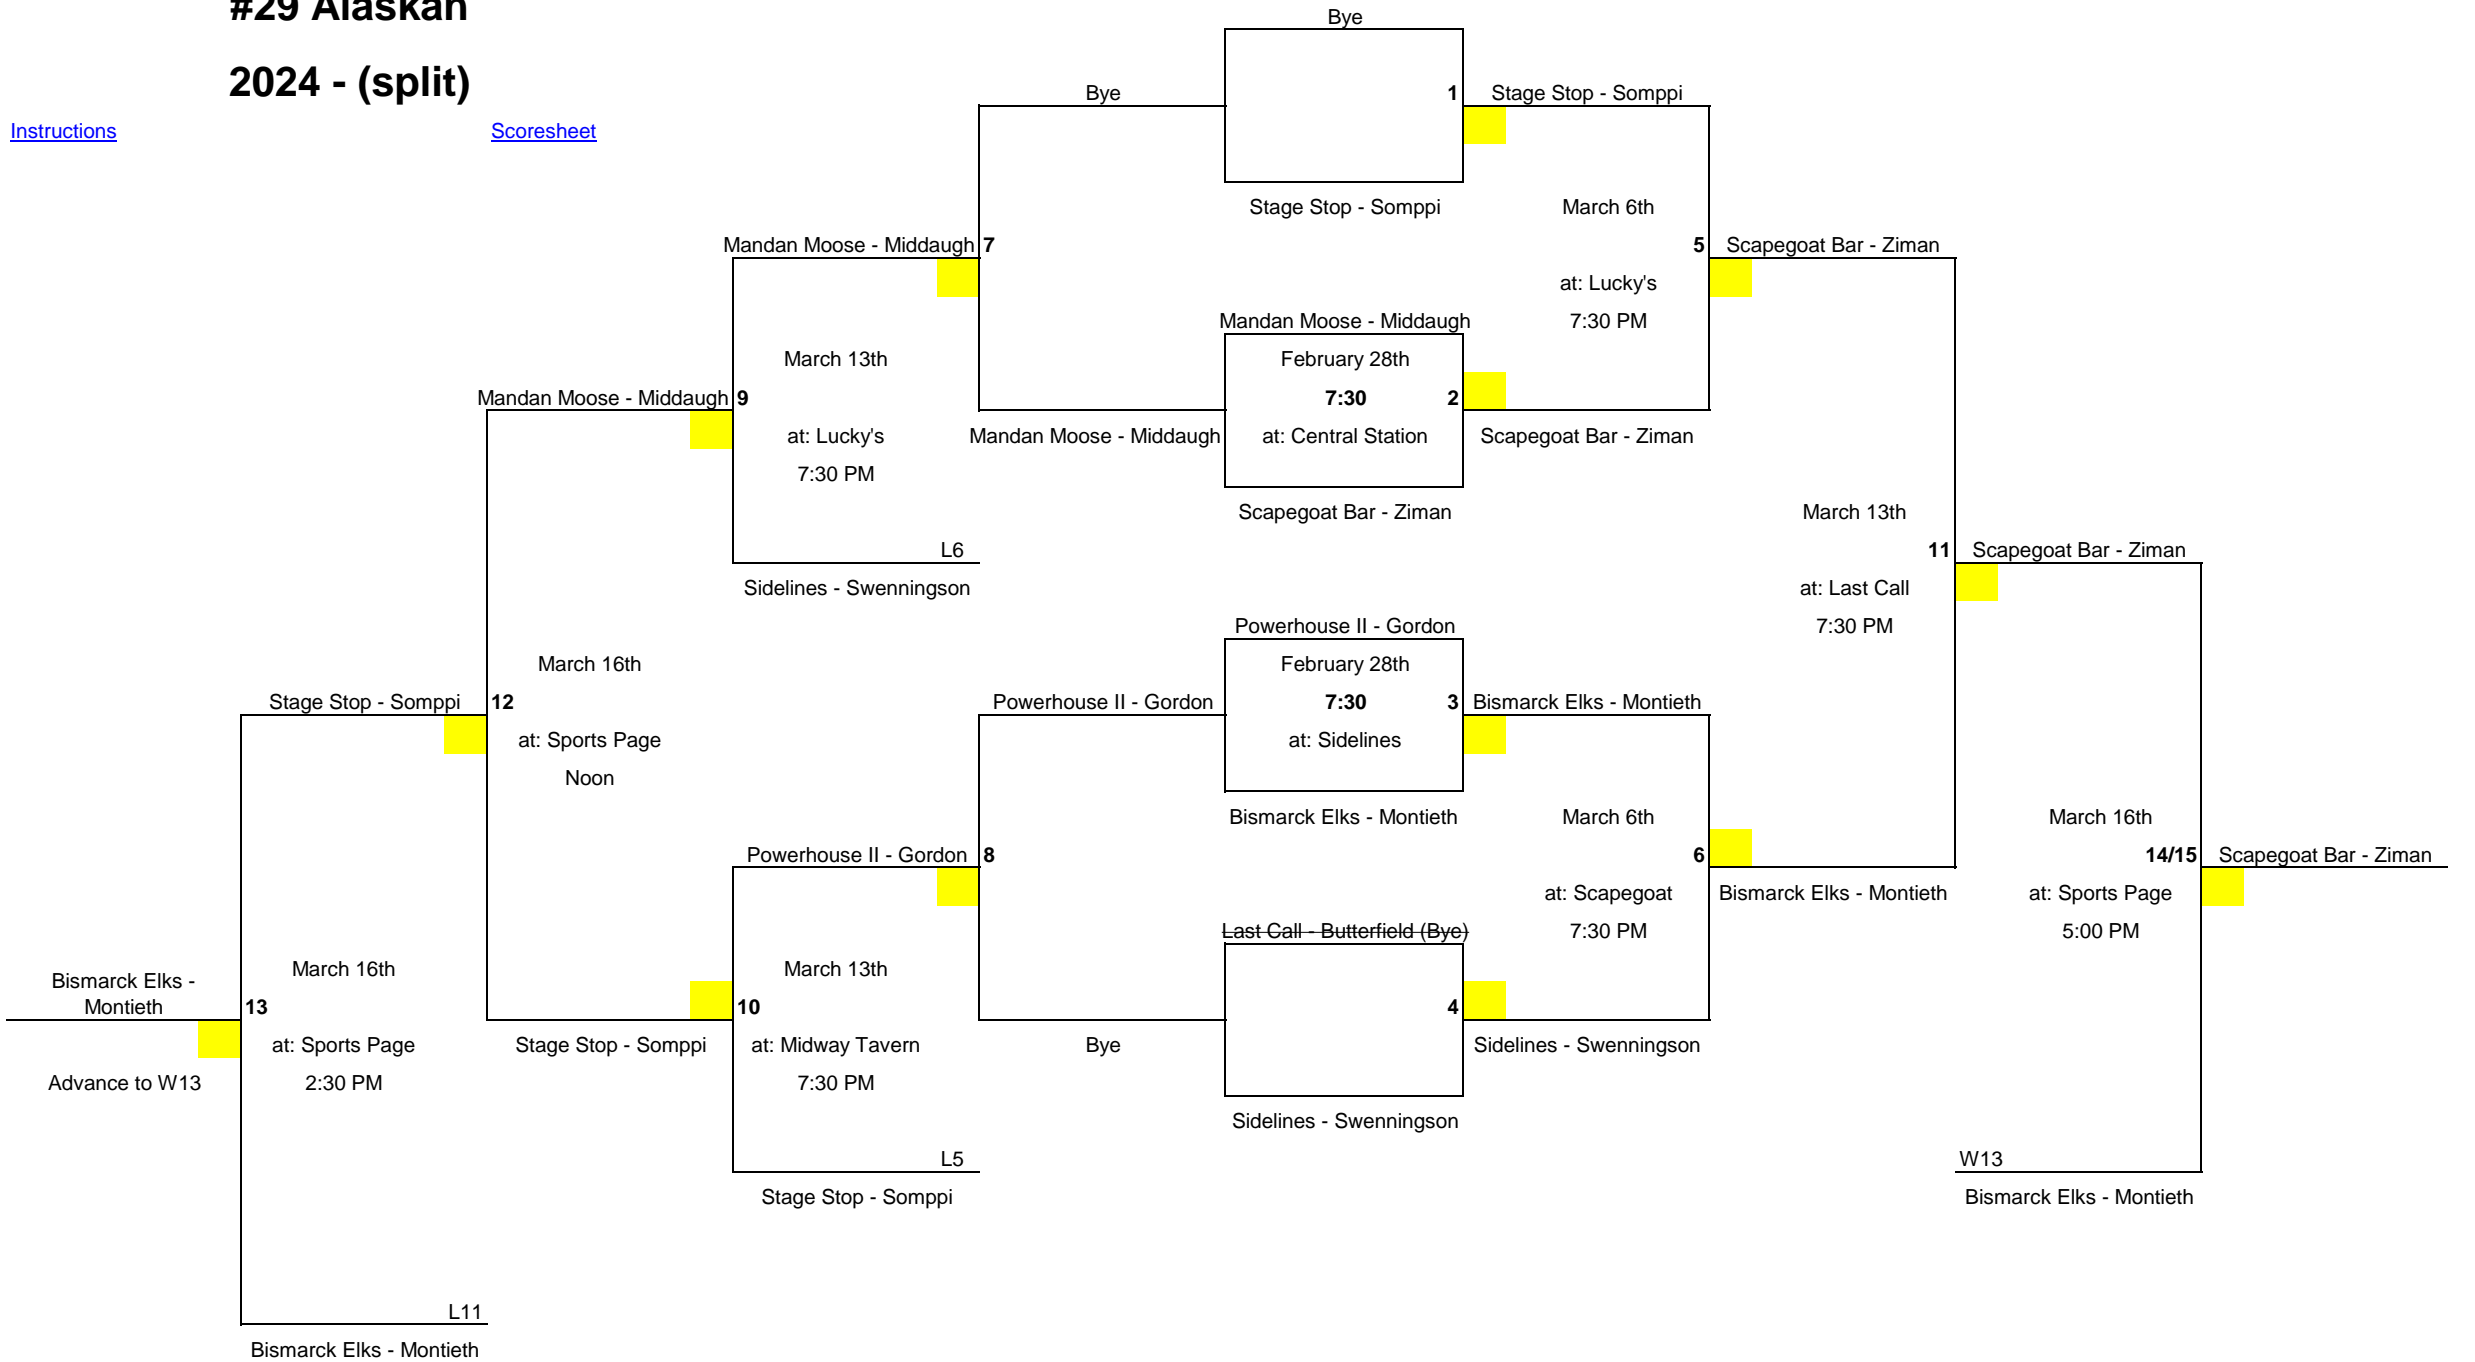 #29 Alaskan
Bye
2024 - (split)
Bye
1
Stage Stop - Somppi
Instructions
Scoresheet
Stage Stop - Somppi
March 6th
Mandan Moose - Middaugh
7
5
Scapegoat Bar - Ziman
at: Lucky's
Mandan Moose - Middaugh
7:30 PM
March 13th
February 28th
Mandan Moose - Middaugh
9
7:30
2
at: Lucky's
Mandan Moose - Middaugh
at: Central Station
Scapegoat Bar - Ziman
7:30 PM
Scapegoat Bar - Ziman
March 13th
L6
11
Scapegoat Bar - Ziman
Sidelines - Swenningson
at: Last Call
Powerhouse II - Gordon
7:30 PM
March 16th
February 28th
Stage Stop - Somppi
12
Powerhouse II - Gordon
7:30
3
Bismarck Elks - Montieth
at: Sports Page
at: Sidelines
Noon
Bismarck Elks - Montieth
March 6th
March 16th
Powerhouse II - Gordon
8
6
14/15
Scapegoat Bar - Ziman
at: Scapegoat
Bismarck Elks - Montieth
at: Sports Page
Last Call - Butterfield (Bye)
7:30 PM
5:00 PM
March 16th
March 13th
Bismarck Elks -
Montieth
13
10
4
at: Sports Page
Stage Stop - Somppi
at: Midway Tavern
Bye
Sidelines - Swenningson
Advance to W13
2:30 PM
7:30 PM
Sidelines - Swenningson
L5
W13
Stage Stop - Somppi
Bismarck Elks - Montieth
L11
Bismarck Elks - Montieth